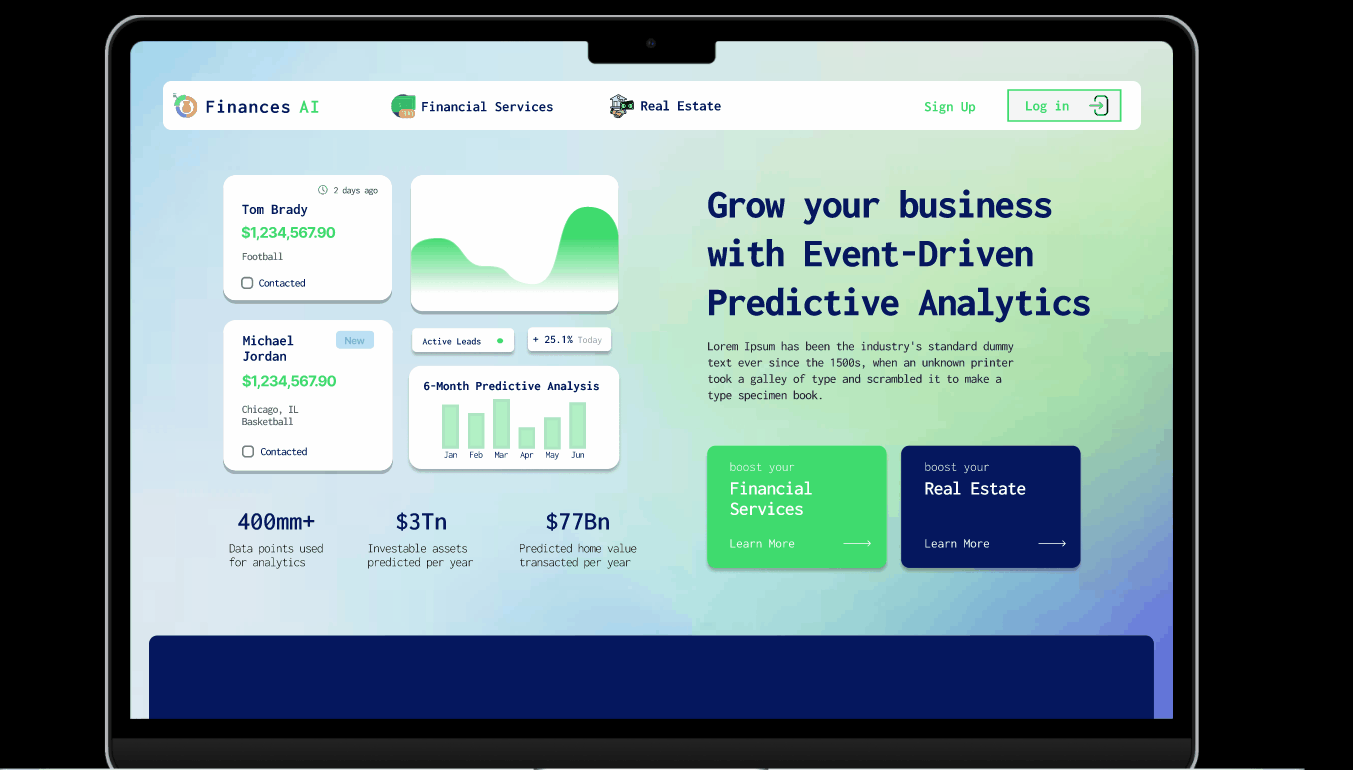 Finances AI
Financial Services
Real Estate
Sign Up
Log in
2 days ago
Tom Brady
$1,234,567.90
Football
Contacted
Michael
Jordan
New
$1,234,567.90
Chicago, IL
Basketball
Contacted
Active Leads
+ 25.1% Today
6-Month Predictive Analysis
Jan Feb Mar Apr May Jun
400mm+
Data points used
for analytics
$3Tn
Investable assets
predicted per year
$77Bn
Predicted home value
transacted per year
Grow your business
with Event-Driven
Predictive Analytics
Lorem Ipsum has been the industry's standard dummy
text ever since the 1500s, when an unknown printer
took a galley of type and scrambled it to make a
type specimen book.
boost your
Financial
Services
Learn More
boost your
Real Estate
Learn More